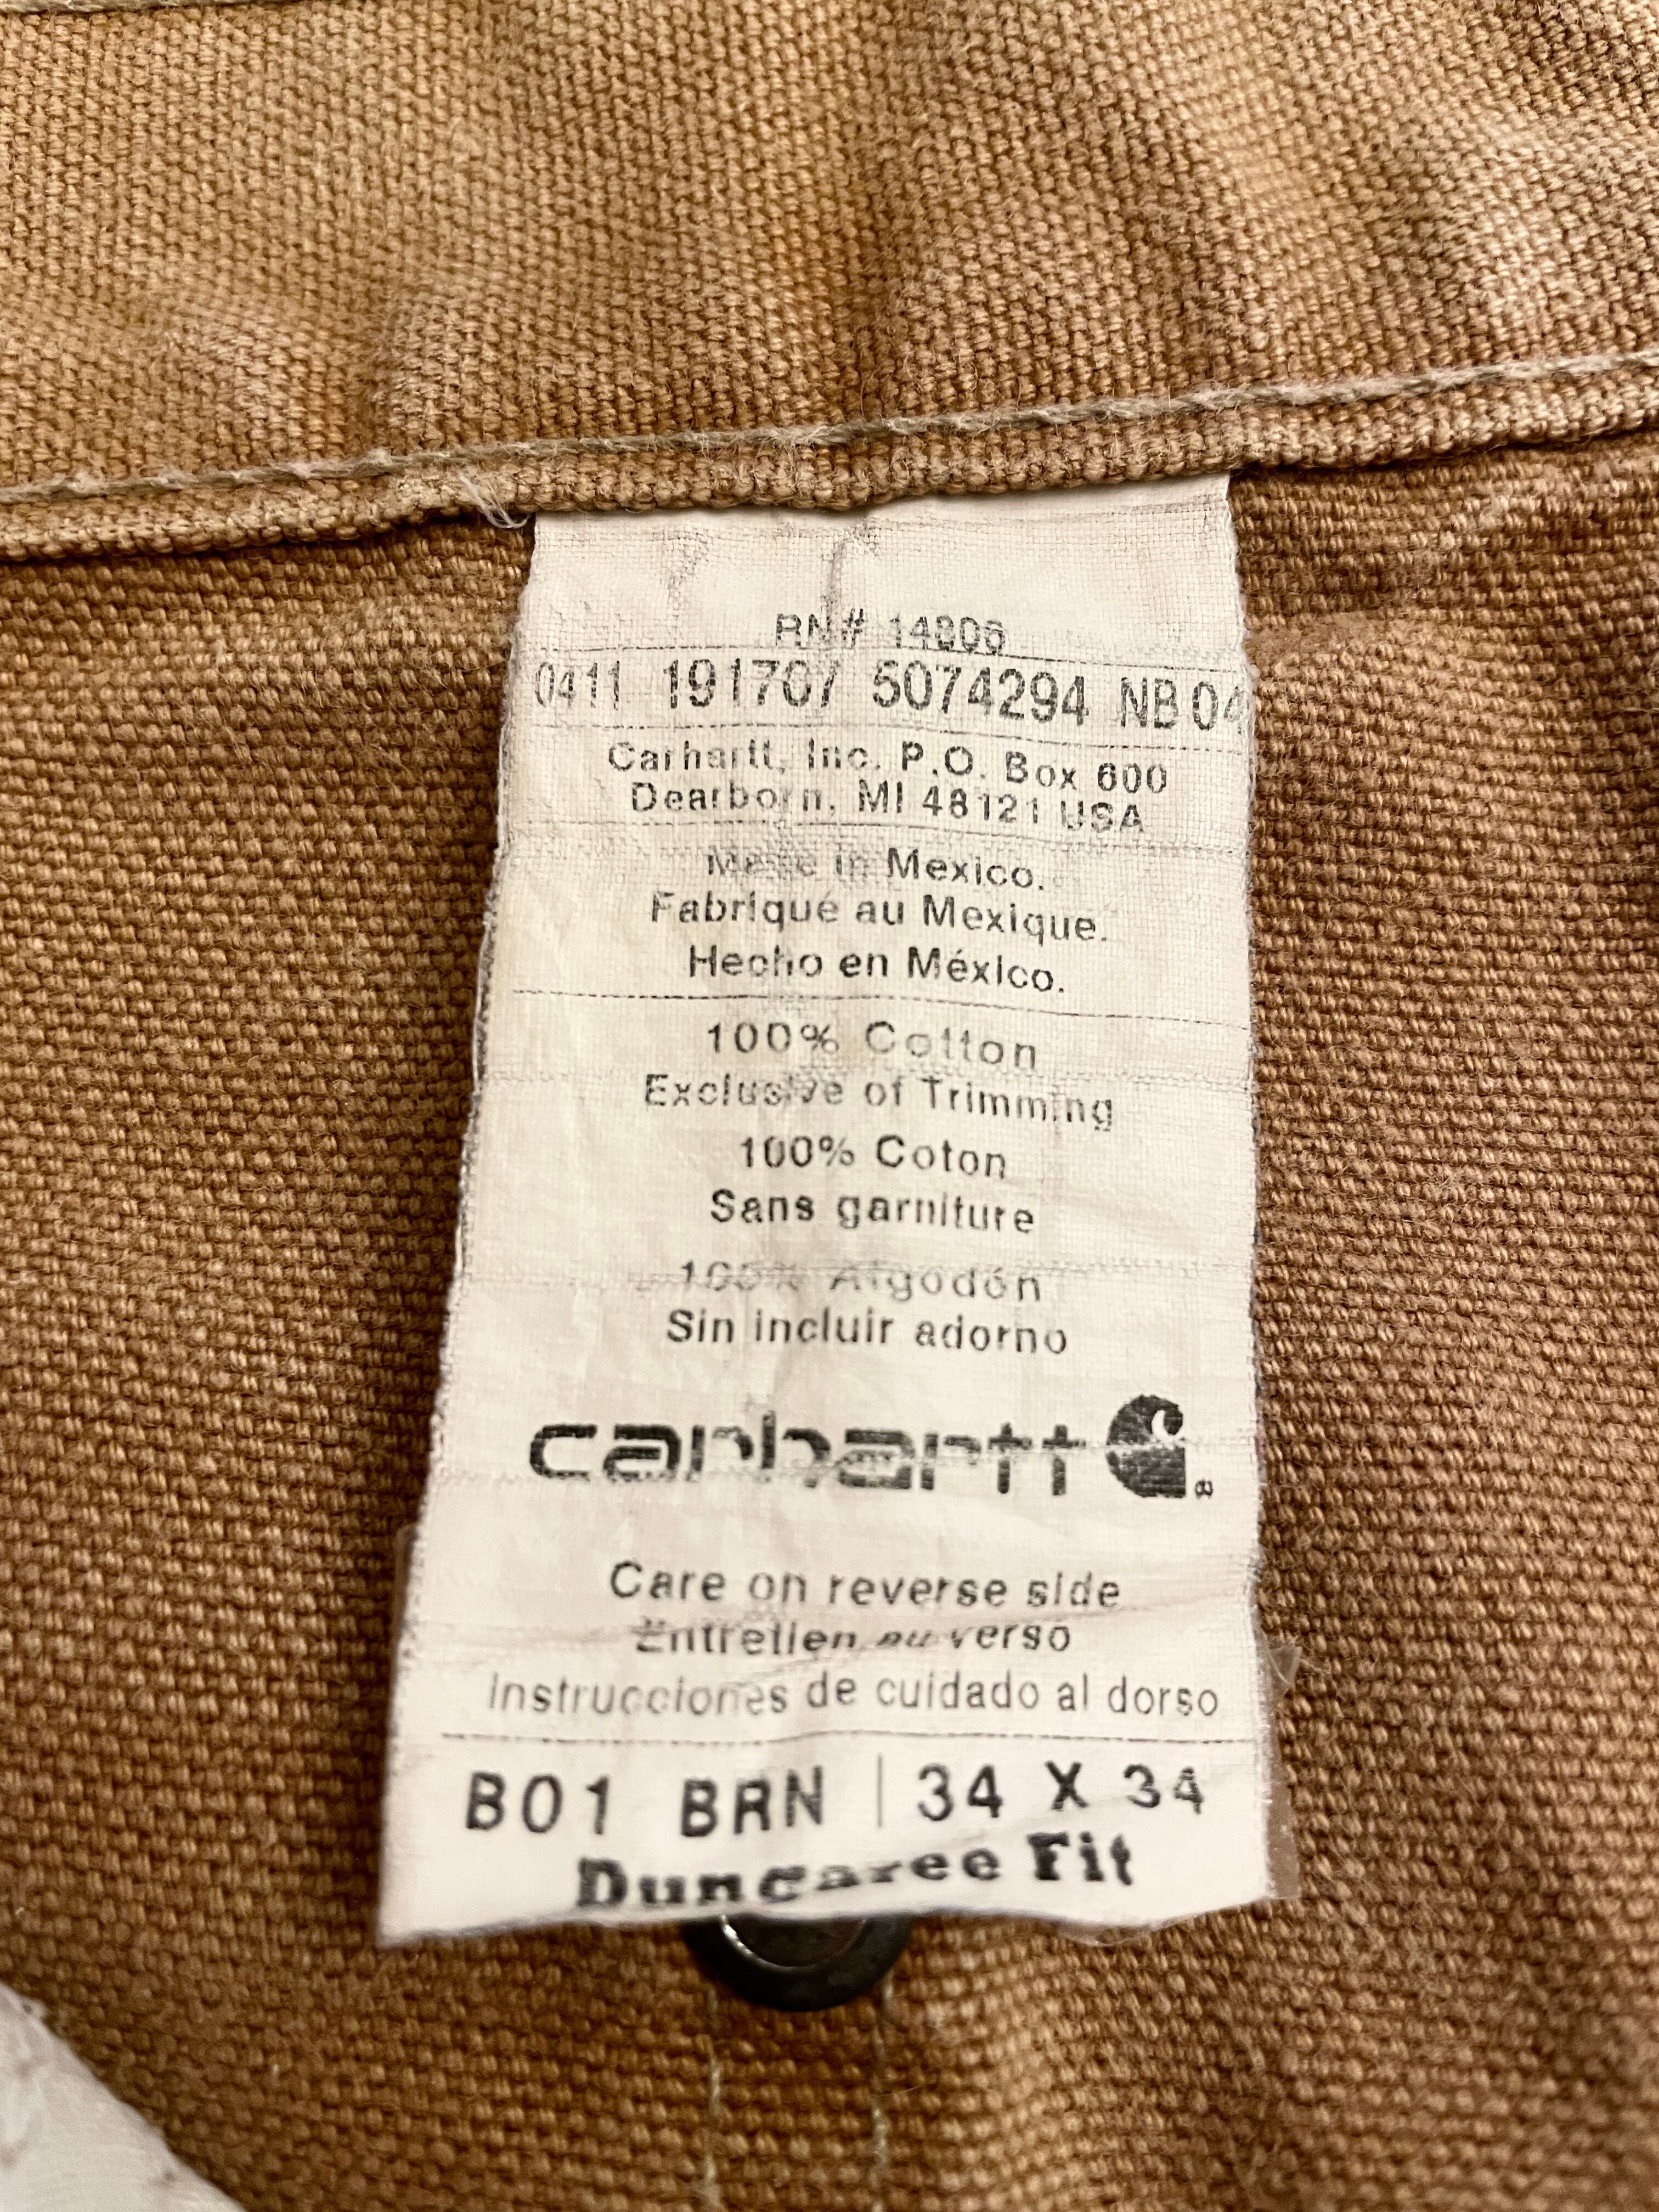 RN# 14806
0411 191707 5074294 NB 04
Carhartt, Inc. P.O. Box 600
Dearborn, MI 48121 USA
Made in Mexico.
Fabriqué au Mexique.
Hecho en México.
100% Cotton
Exclusive of Trimming
100% Coton
Sans garniture
100% Algodón
Sin incluir adorno
carhartt ®
Care on reverse side
Entretien au verso
Instrucciones de cuidado al dorso
B01 BRN | 34 X 34
Dungaree Fit